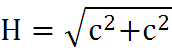 H = √(c²+c²)